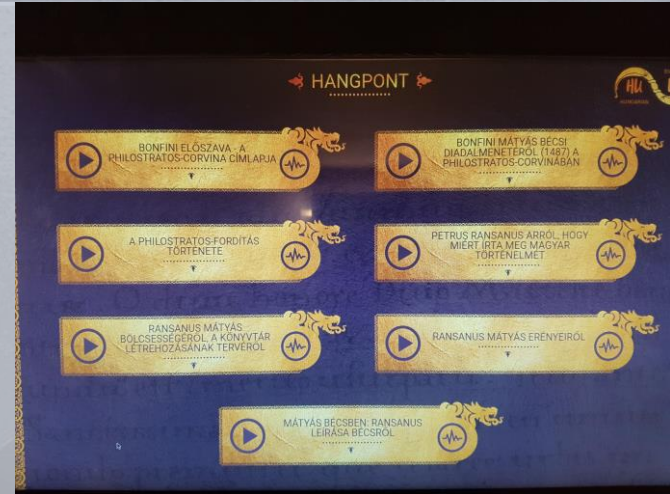 HANGPONT
HU
BONFINI ELŐSZAVA - A
PHILOSTRATOS-CORVINA CÍMLAPJA
BONFINI MÁTYÁS BÉCSI
DIADALMENETÉRŐL (1487) A
PHILOSTRATOS-CORVINÁBAN
A PHILOSTRATOS-FORDÍTÁS
TÖRTÉNETE
PETRUS RANSANUS ARRÓL, HOGY
MIÉRT ÍRTA MEG MAGYAR
TÖRTÉNELMÉT
RANSANUS MÁTYÁS
BÖLCSESSÉGÉRŐL, A KÖNYVTÁR
LÉTREHOZÁSÁNAK TERVÉRŐL
RANSANUS MÁTYÁS ERÉNYEIRŐL
MÁTYÁS BÉCSBEN: RANSANUS
LEÍRÁSA BÉCSRŐL